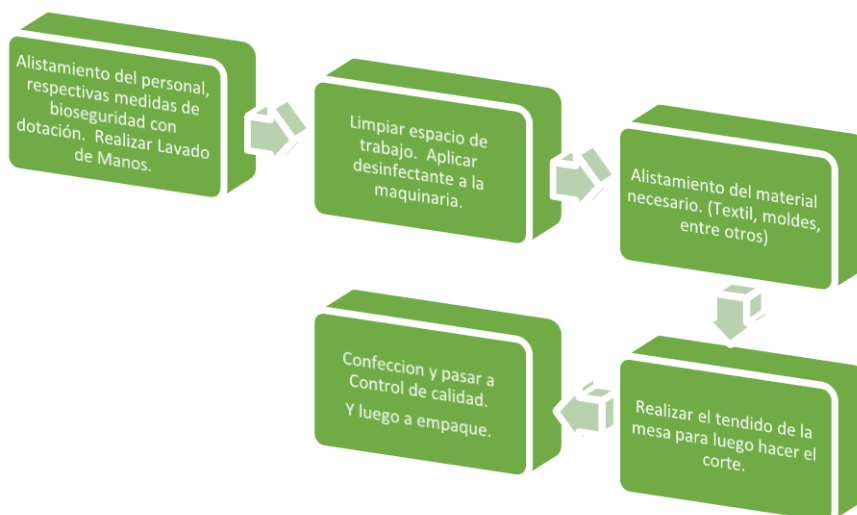 Alistamiento del personal,
respectivas medidas de
bioseguridad con
dotación.  Realizar Lavado
de Manos.
Limpiar espacio de
trabajo.  Aplicar
desinfectante a la
maquinaria.
Alistamiento del material
necesario. (Textil, moldes,
entre otros)
Realizar el tendido de la
mesa para luego hacer el
corte.
Confeccion y pasar a
Control de calidad.
Y luego a empaque.